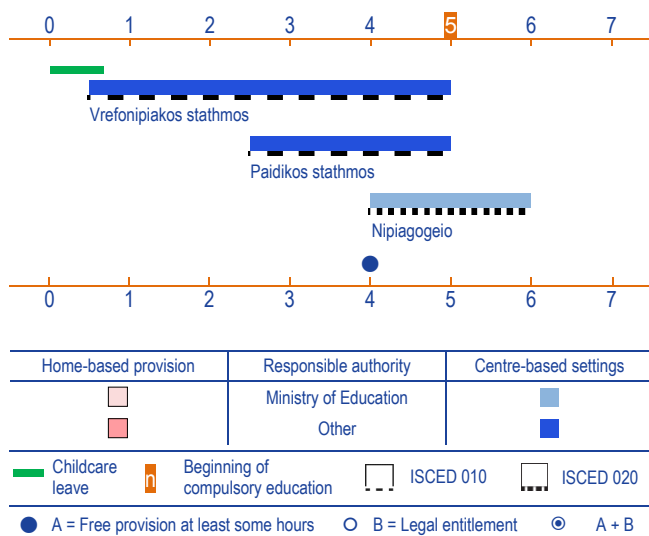 0 1 2 3 4 5 6 7
Vrefonipiakos stathmos
Paidikos stathmos
Nipiagogeio
0 1 2 3 4 5 6 7
Home-based provision Responsible authority Centre-based settings
Ministry of Education
Other
Childcare leave
n Beginning of compulsory education
ISCED 010
ISCED 020
A = Free provision at least some hours B = Legal entitlement A + B